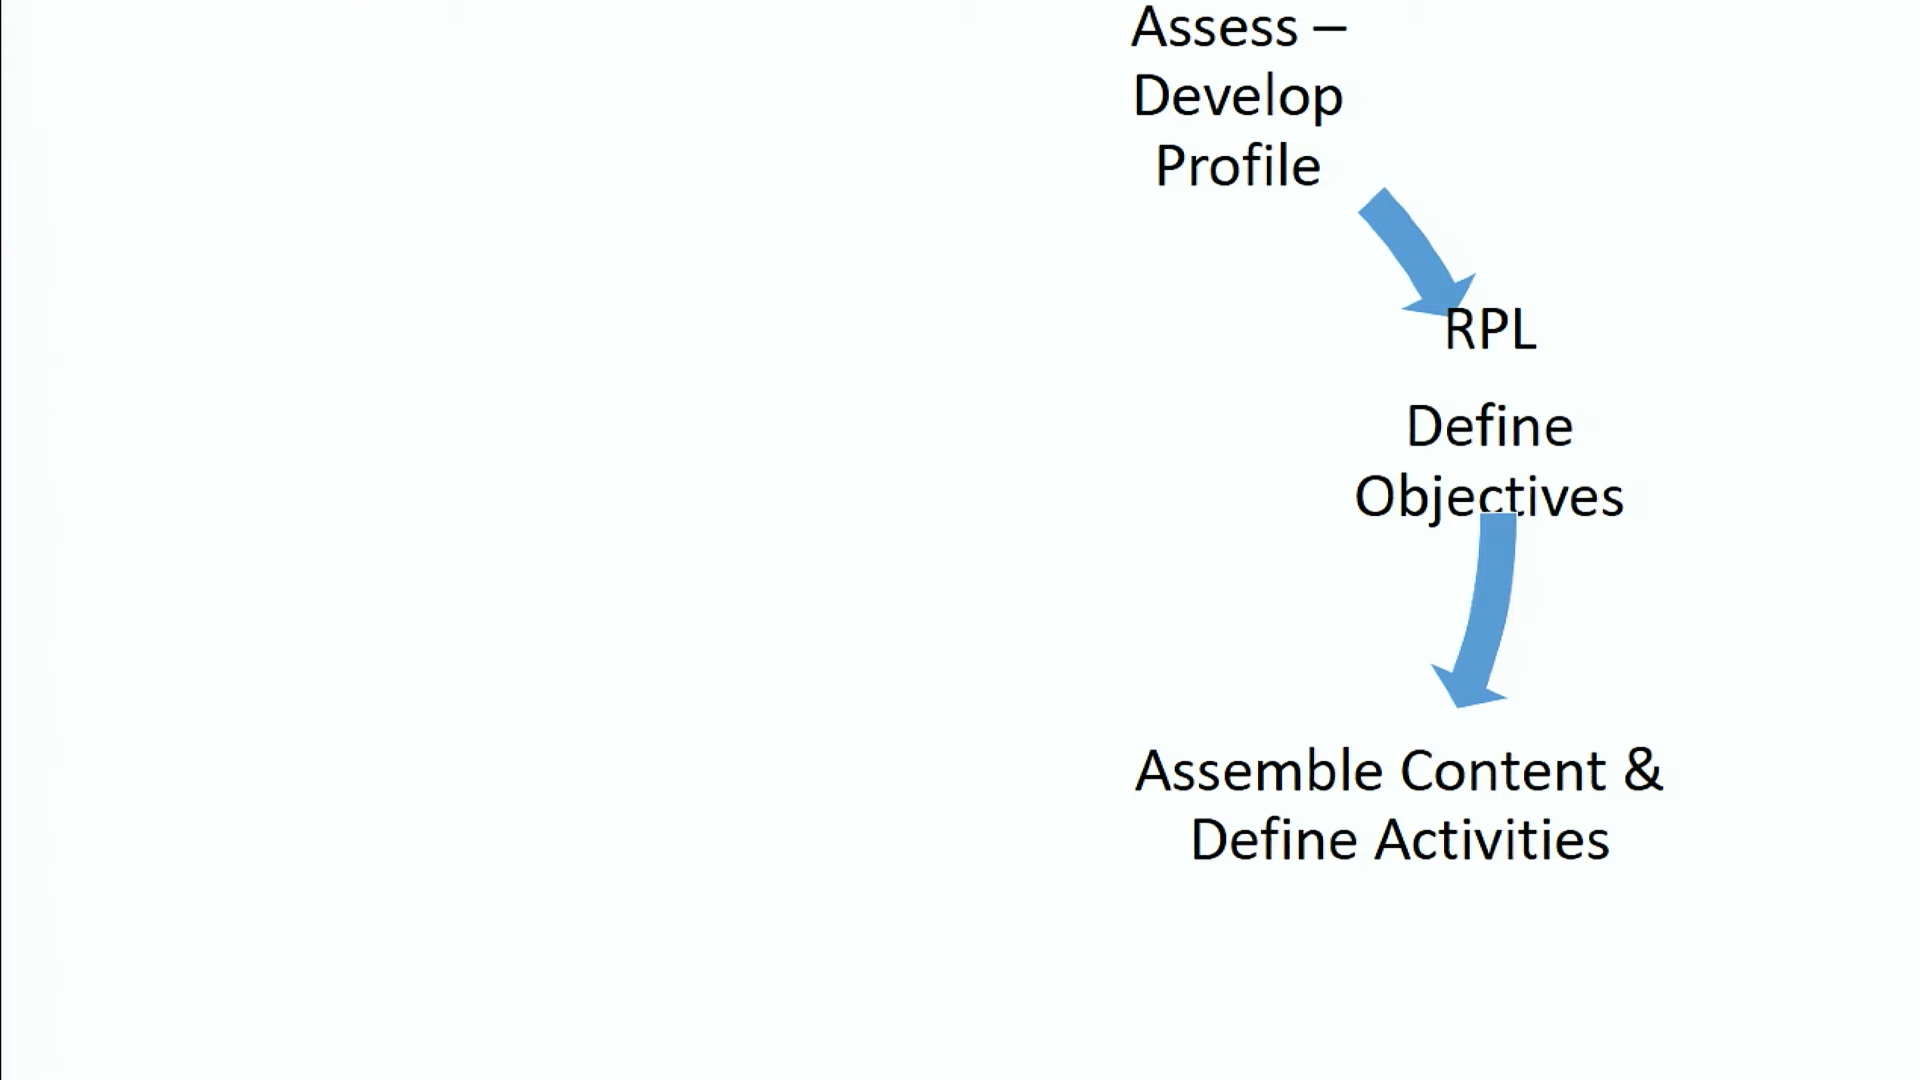 Assess –
Develop
Profile
RPL
Define
Objectives
Assemble Content &
Define Activities